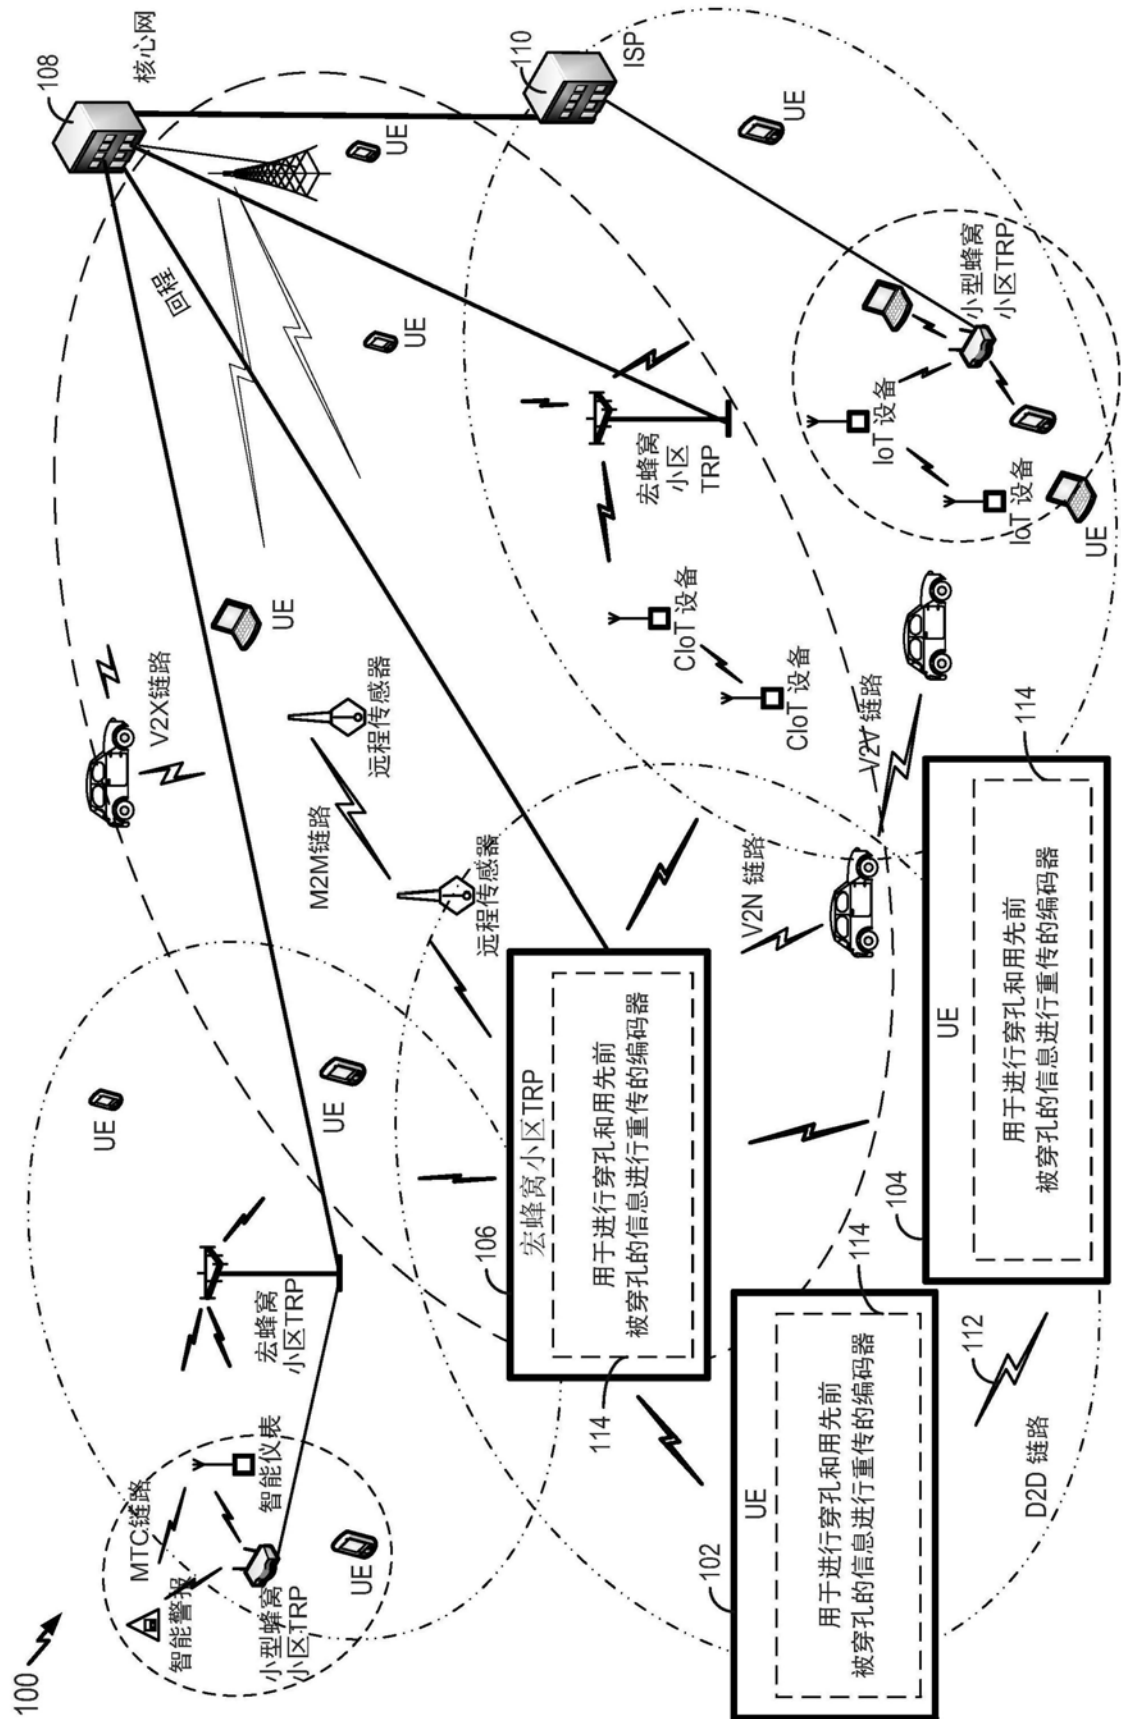 100
108
MTC链路
UE
V2X链路
核心网
智能警报
回程
小型蜂窝
小区TRP
智能仪表
宏蜂窝
小区TRP
UE
UE
UE
M2M链路
远程传感器
UE
UE
远程传感器
106
宏蜂窝小区TRP
用于进行穿孔和用先前
被穿孔的信息进行重传的编码器
114
110
ISP
宏蜂窝
小区
TRP
CIoT 设备
CIoT 设备
102
UE
用于进行穿孔和用先前
被穿孔的信息进行重传的编码器
114
V2N 链路
V2V 链路
UE
IoT 设备
小型蜂窝
小区TRP
IoT 设备
UE
104
UE
用于进行穿孔和用先前
被穿孔的信息进行重传的编码器
114
112
D2D 链路